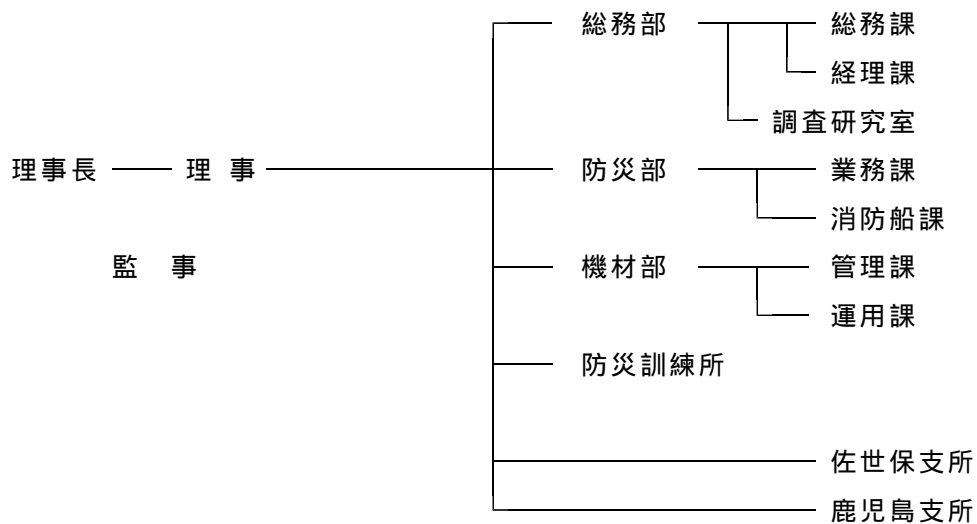 総務部 総務課
経理課
調査研究室
理事長 理 事 防災部 業務課
消防船課
監 事 機材部 管理課
運用課
防災訓練所
佐世保支所
鹿児島支所